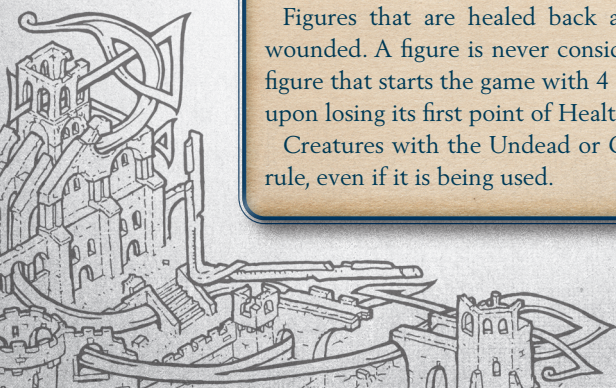 Figures that are healed back a
wounded. A figure is never consid
figure that starts the game with 4
upon losing its first point of Healt
Creatures with the Undead or
rule, even if it is being used.